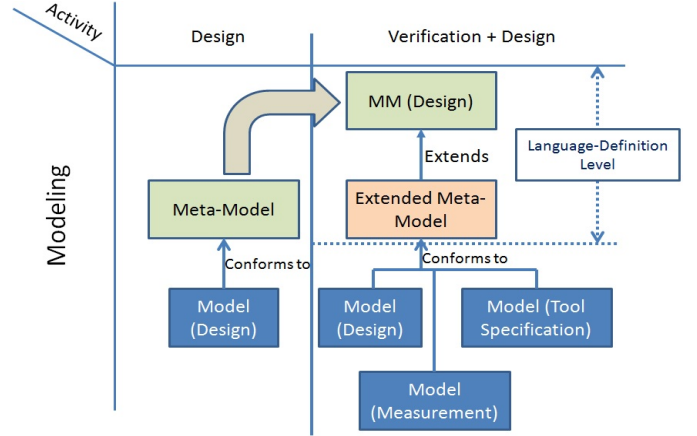 Activity
Design
Verification + Design
MM (Design)
Language-Definition
Level
Extends
Modeling
Meta-Model
Extended Meta-
Model
Conforms to
Conforms to
Model
(Design)
Model
(Design)
Model (Tool
Specification)
Model
(Measurement)